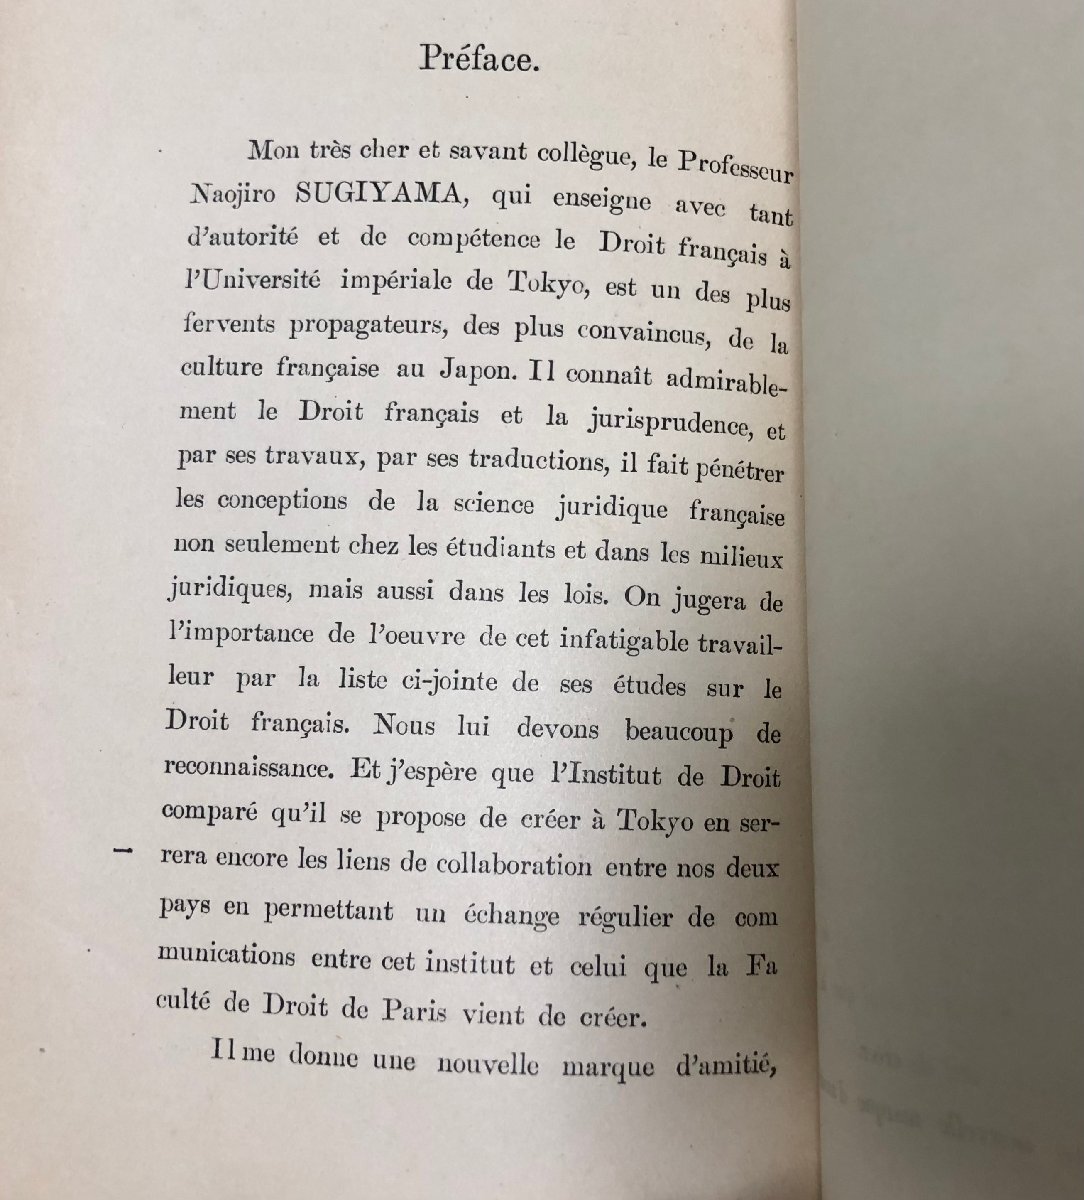 Préface.
Mon très cher et savant collègue, le Professeur
Naojiro SUGIYAMA, qui enseigne avec tant
d'autorité et de compétence le Droit français à
l'Université impériale de Tokyo, est un des plus
fervents propagateurs, des plus convaincus, de la
culture française au Japon. Il connaît admirable-
ment le Droit français et la jurisprudence, et
par ses travaux, par ses traductions, il fait pénétrer
les conceptions de la science juridique française
non seulement chez les étudiants et dans les milieux
juridiques, mais aussi dans les lois. On jugera de
l'importance de l'oeuvre de cet infatigable travail-
leur par la liste ci-jointe de ses études sur le
Droit français. Nous lui devons beaucoup de
reconnaissance. Et j'espère que l'Institut de Droit
comparé qu'il se propose de créer à Tokyo en ser-
rera encore les liens de collaboration entre nos deux
pays en permettant un échange régulier de com
munications entre cet institut et celui que la Fa
culté de Droit de Paris vient de créer.
Il me donne une nouvelle marque d'amitié,